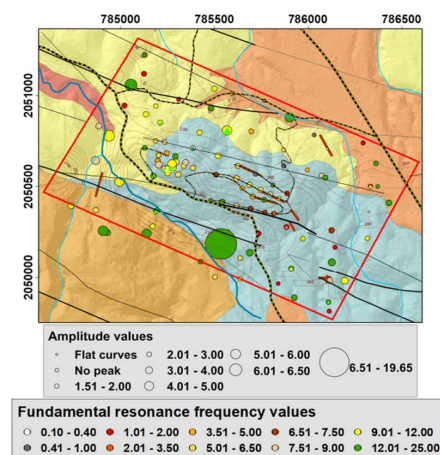 785000 785500 786000 786500
2051000
2050500
2050000
Amplitude values
Flat curves 2.01 - 3.00 5.01 - 6.00
No peak 3.01 - 4.00 6.01 - 6.50 6.51 - 19.65
1.51 - 2.00 4.01 - 5.00
Fundamental resonance frequency values
0.10 - 0.40 1.01 - 2.00 3.51 - 5.00 6.51 - 7.50 9.01 - 12.00
0.41 - 1.00 2.01 - 3.50 5.01 - 6.50 7.51 - 9.00 12.01 - 25.00